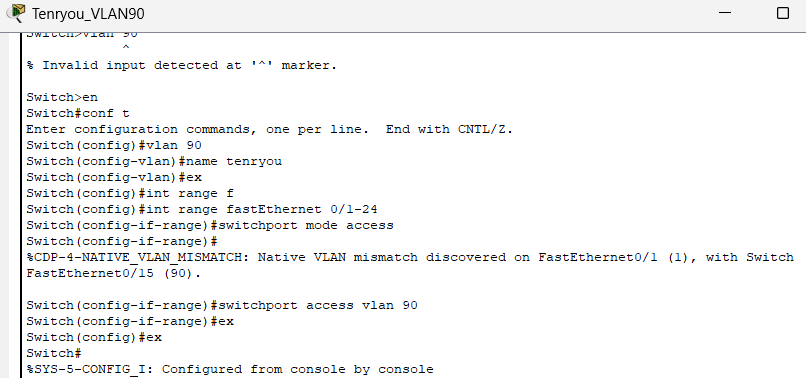 Tenryou_VLAN90
Switch>vlan 90
^
% Invalid input detected at '^' marker.
Switch>en
Switch#conf t
Enter configuration commands, one per line.  End with CNTL/Z.
Switch(config)#vlan 90
Switch(config-vlan)#name tenryou
Switch(config-vlan)#ex
Switch(config)#int range f
Switch(config)#int range fastEthernet 0/1-24
Switch(config-if-range)#switchport mode access
Switch(config-if-range)#
%CDP-4-NATIVE_VLAN_MISMATCH: Native VLAN mismatch discovered on FastEthernet0/1 (1), with Switch
FastEthernet0/15 (90).
Switch(config-if-range)#switchport access vlan 90
Switch(config-if-range)#ex
Switch(config)#ex
Switch#
%SYS-5-CONFIG_I: Configured from console by console